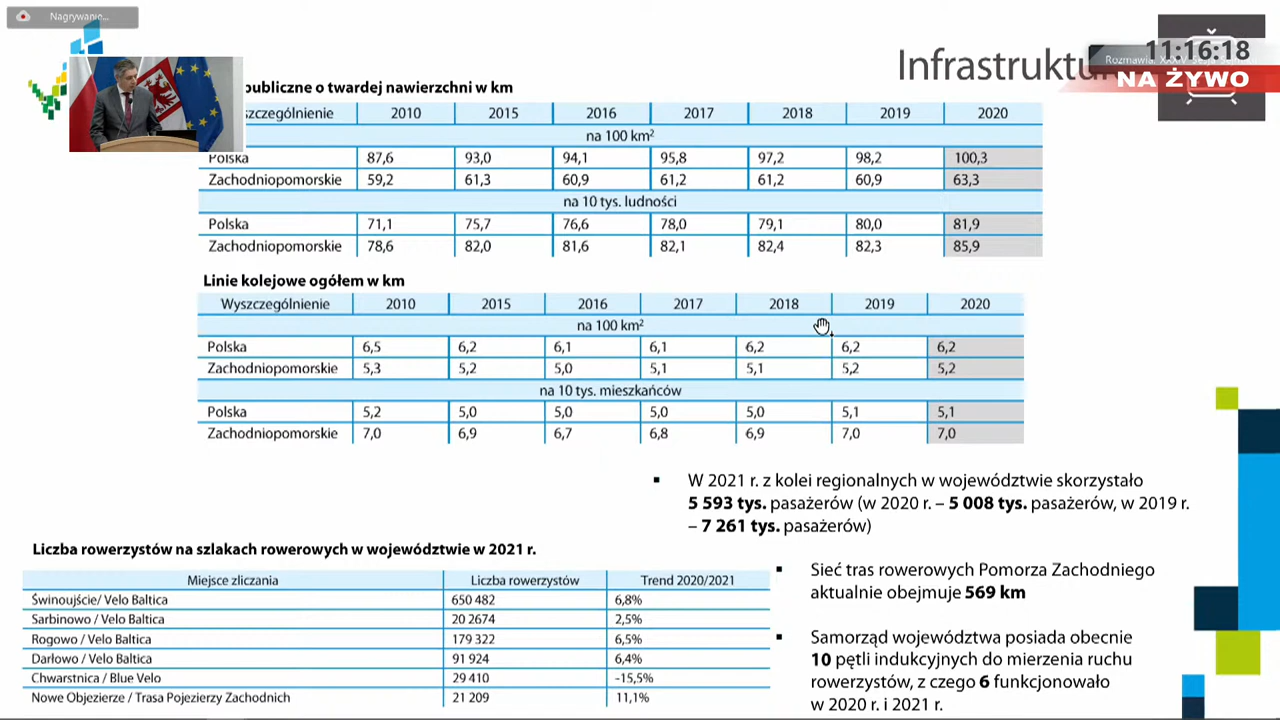 Nagrywanie...
Infrastruktur
11:16:18
NA ŻYWO
publiczne o twardej nawierzchni w km
szczególnienie 2010 2015 2016 2017 2018 2019 2020
na 100 km²
Polska 87,6 93,0 94,1 95,8 97,2 98,2 100,3
Zachodniopomorskie 59,2 61,3 60,9 61,2 61,2 60,9 63,3
na 10 tys. ludności
Polska 71,1 75,7 76,6 78,0 79,1 80,0 81,9
Zachodniopomorskie 78,6 82,0 81,6 82,1 82,4 82,3 85,9
Linie kolejowe ogółem w km
Wyszczególnienie 2010 2015 2016 2017 2018 2019 2020
na 100 km²
Polska 6,5 6,2 6,1 6,1 6,2 6,2 6,2
Zachodniopomorskie 5,3 5,2 5,0 5,1 5,1 5,2 5,2
na 10 tys. mieszkańców
Polska 5,2 5,0 5,0 5,0 5,0 5,1 5,1
Zachodniopomorskie 7,0 6,9 6,7 6,8 6,9 7,0 7,0
▪ W 2021 r. z kolei regionalnych w województwie skorzystało
5 593 tys. pasażerów (w 2020 r. – 5 008 tys. pasażerów, w 2019 r.
– 7 261 tys. pasażerów)
Liczba rowerzystów na szlakach rowerowych w województwie w 2021 r.
Miejsce zliczania Liczba rowerzystów Trend 2020/2021
Świnoujście/ Velo Baltica 650 482 6,8%
Sarbinowo / Velo Baltica 20 2674 2,5%
Rogowo / Velo Baltica 179 322 6,5%
Darłowo / Velo Baltica 91 924 6,4%
Chwarstnica / Blue Velo 29 410 -15,5%
Nowe Objezierze / Trasa Pojezierzy Zachodnich 21 209 11,1%
▪ Sieć tras rowerowych Pomorza Zachodniego
aktualnie obejmuje 569 km
▪ Samorząd województwa posiada obecnie
10 pętli indukcyjnych do mierzenia ruchu
rowerzystów, z czego 6 funkcjonowało
w 2020 r. i 2021 r.